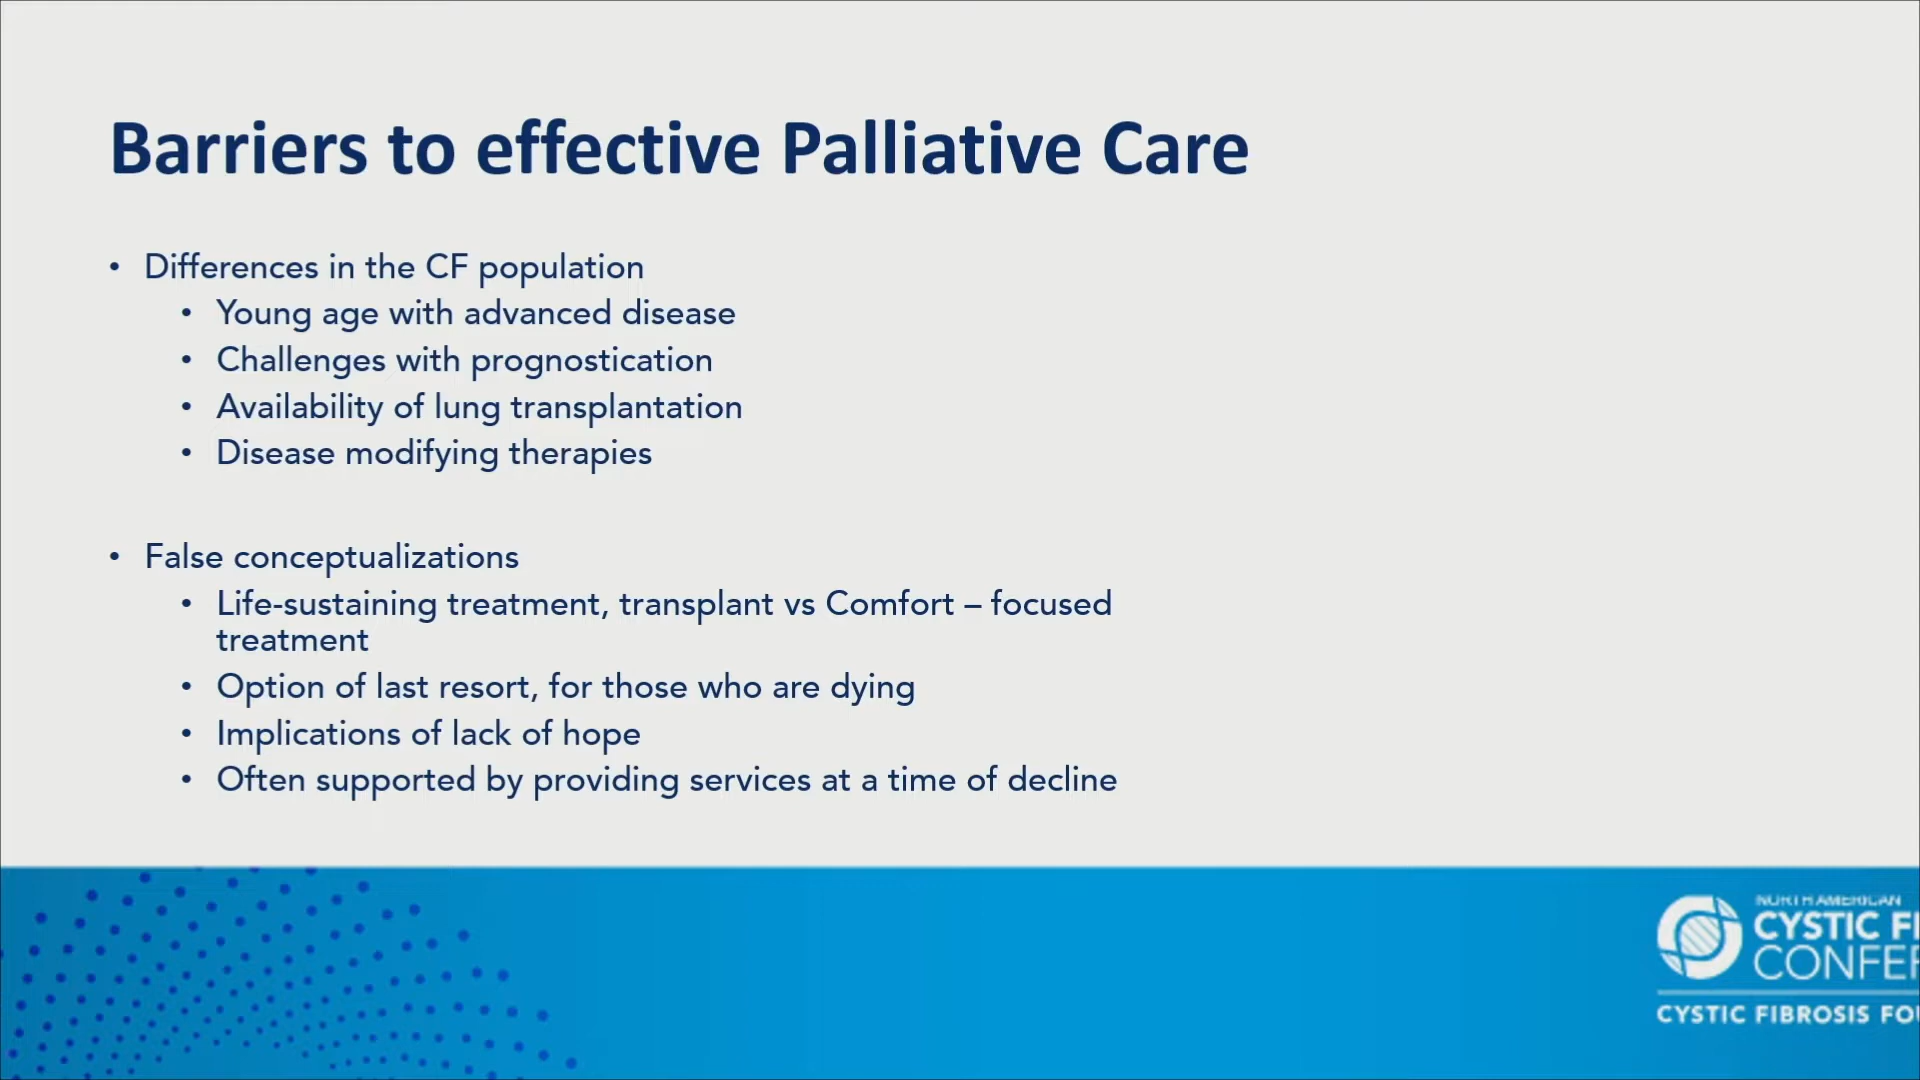 Barriers to effective Palliative Care
• Differences in the CF population
• Young age with advanced disease
• Challenges with prognostication
• Availability of lung transplantation
• Disease modifying therapies
• False conceptualizations
• Life-sustaining treatment, transplant vs Comfort – focused
treatment
• Option of last resort, for those who are dying
• Implications of lack of hope
• Often supported by providing services at a time of decline
NORTH AMERICAN
CYSTIC
CYSTIC FIBROSIS